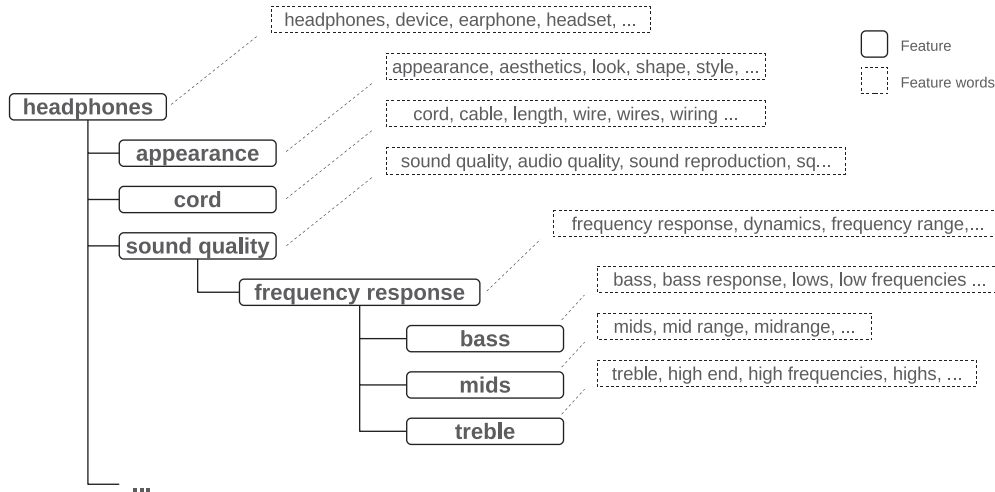 headphones, device, earphone, headset, ...
Feature
appearance, aesthetics, look, shape, style, ...
Feature words
headphones
cord, cable, length, wire, wires, wiring ...
appearance
sound quality, audio quality, sound reproduction, sq...
cord
frequency response, dynamics, frequency range,...
sound quality
bass, bass response, lows, low frequencies ...
frequency response
mids, mid range, midrange, ...
bass
treble, high end, high frequencies, highs, ...
mids
treble
...